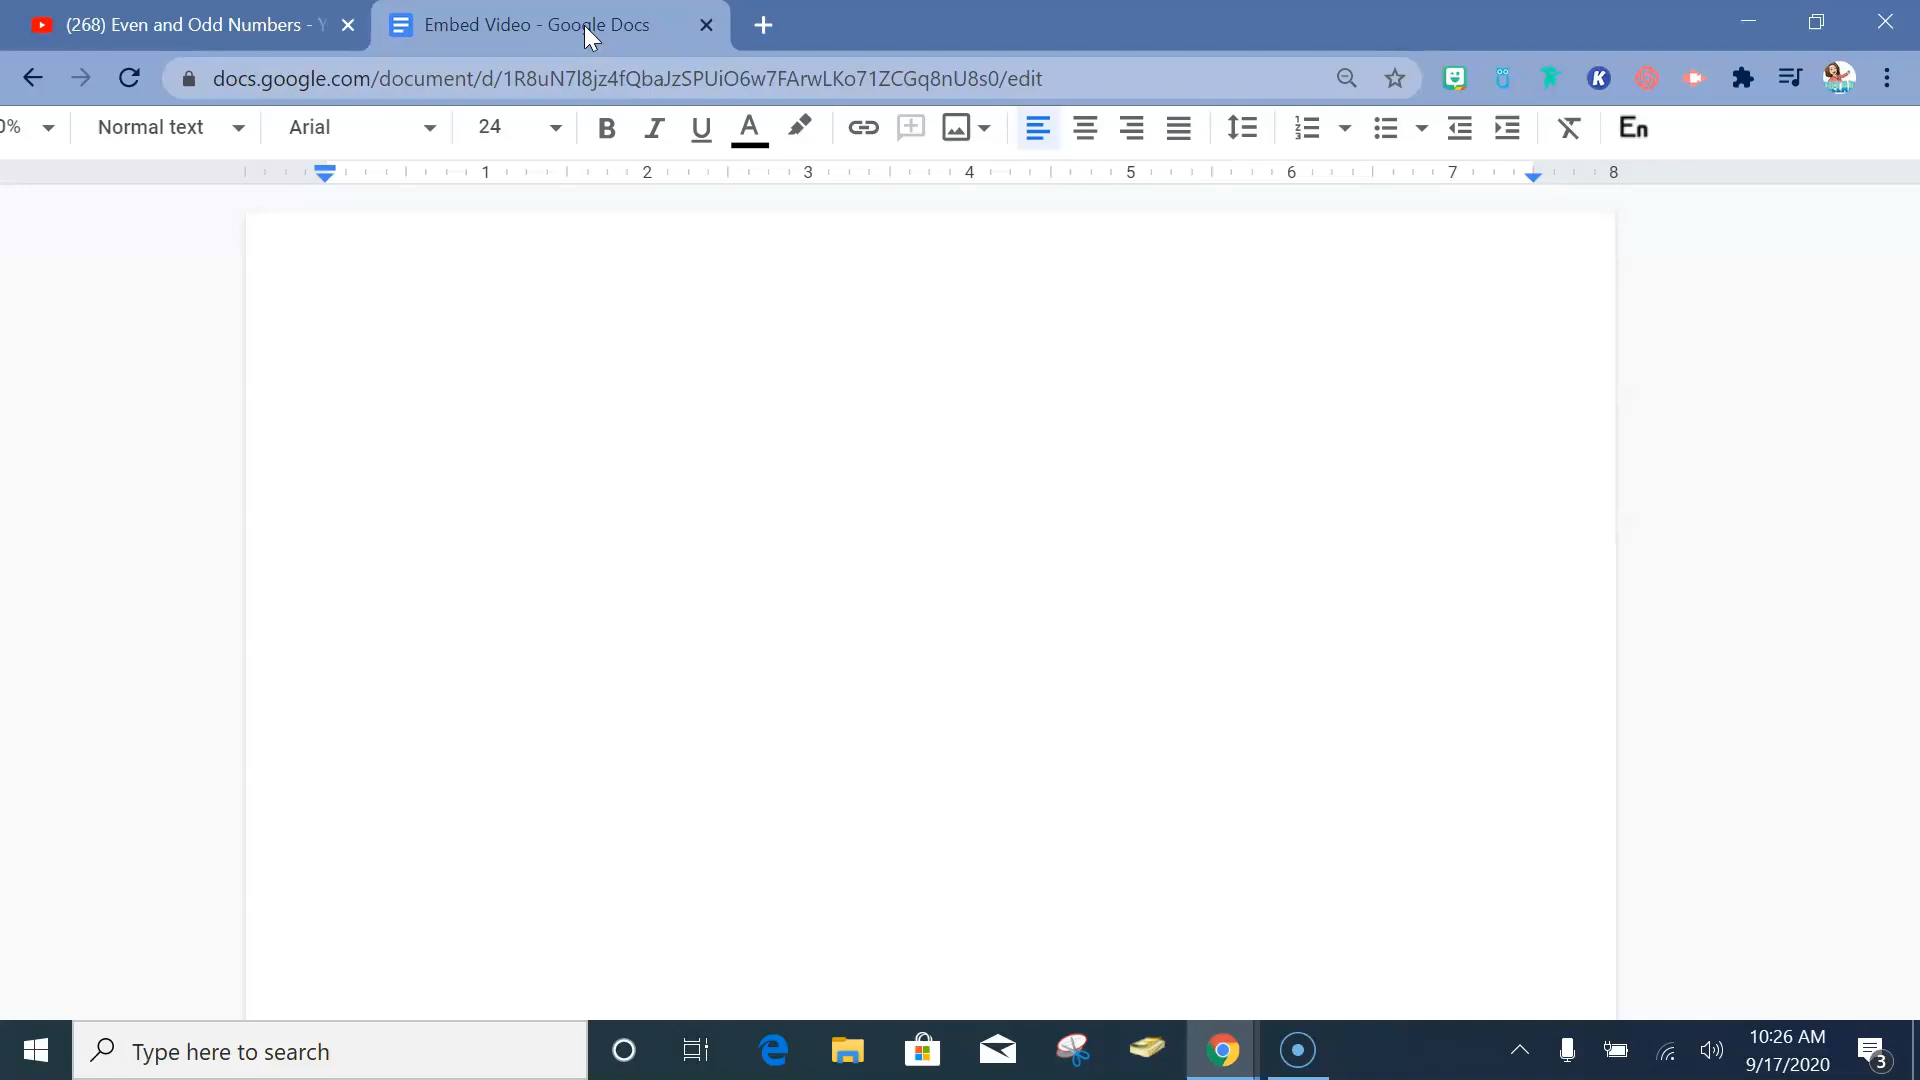 (268) Even and Odd Numbers -
Embed Video - Google Docs
docs.google.com/document/d/1R8uN7l8jz4fQbaJzSPUiO6w7FArwLKo71ZCGq8nU8s0/edit
0% Normal text Arial 24 B I U A En
1 2 3 4 5 6 7 8
Type here to search
10:26 AM
9/17/2020
3